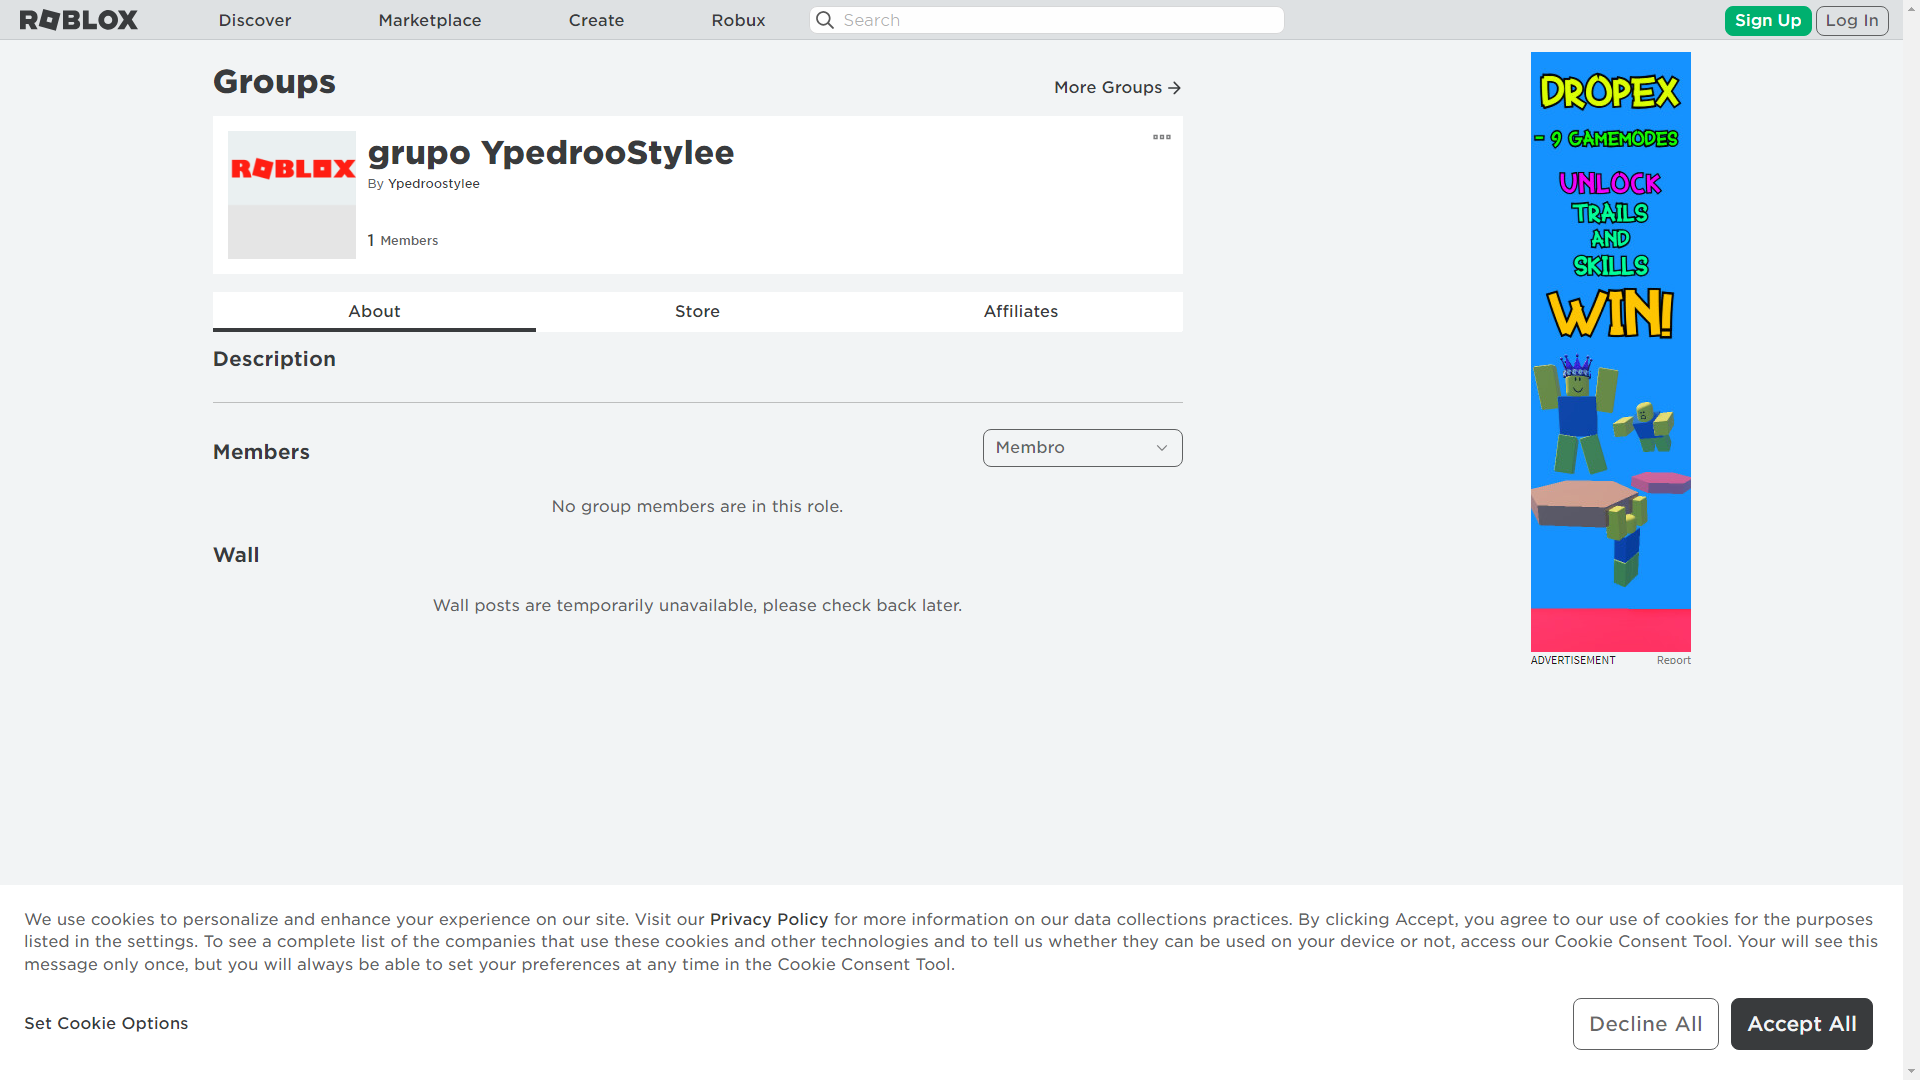 ROBLOX
Discover
Marketplace
Create
Robux
Search
Sign Up
Log In
Groups
More Groups
ROBLOX
grupo YpedrooStylee
By Ypedroostylee
1 Members
About
Store
Affiliates
Description
Members
Membro
No group members are in this role.
Wall
Wall posts are temporarily unavailable, please check back later.
DROPEX
- 9 GAMEMODES
UNLOCK
TRAILS
AND
SKILLS
WIN!
ADVERTISEMENT
Report
We use cookies to personalize and enhance your experience on our site. Visit our Privacy Policy for more information on our data collections practices. By clicking Accept, you agree to our use of cookies for the purposes
listed in the settings. To see a complete list of the companies that use these cookies and other technologies and to tell us whether they can be used on your device or not, access our Cookie Consent Tool. Your will see this
message only once, but you will always be able to set your preferences at any time in the Cookie Consent Tool.
Set Cookie Options
Decline All
Accept All